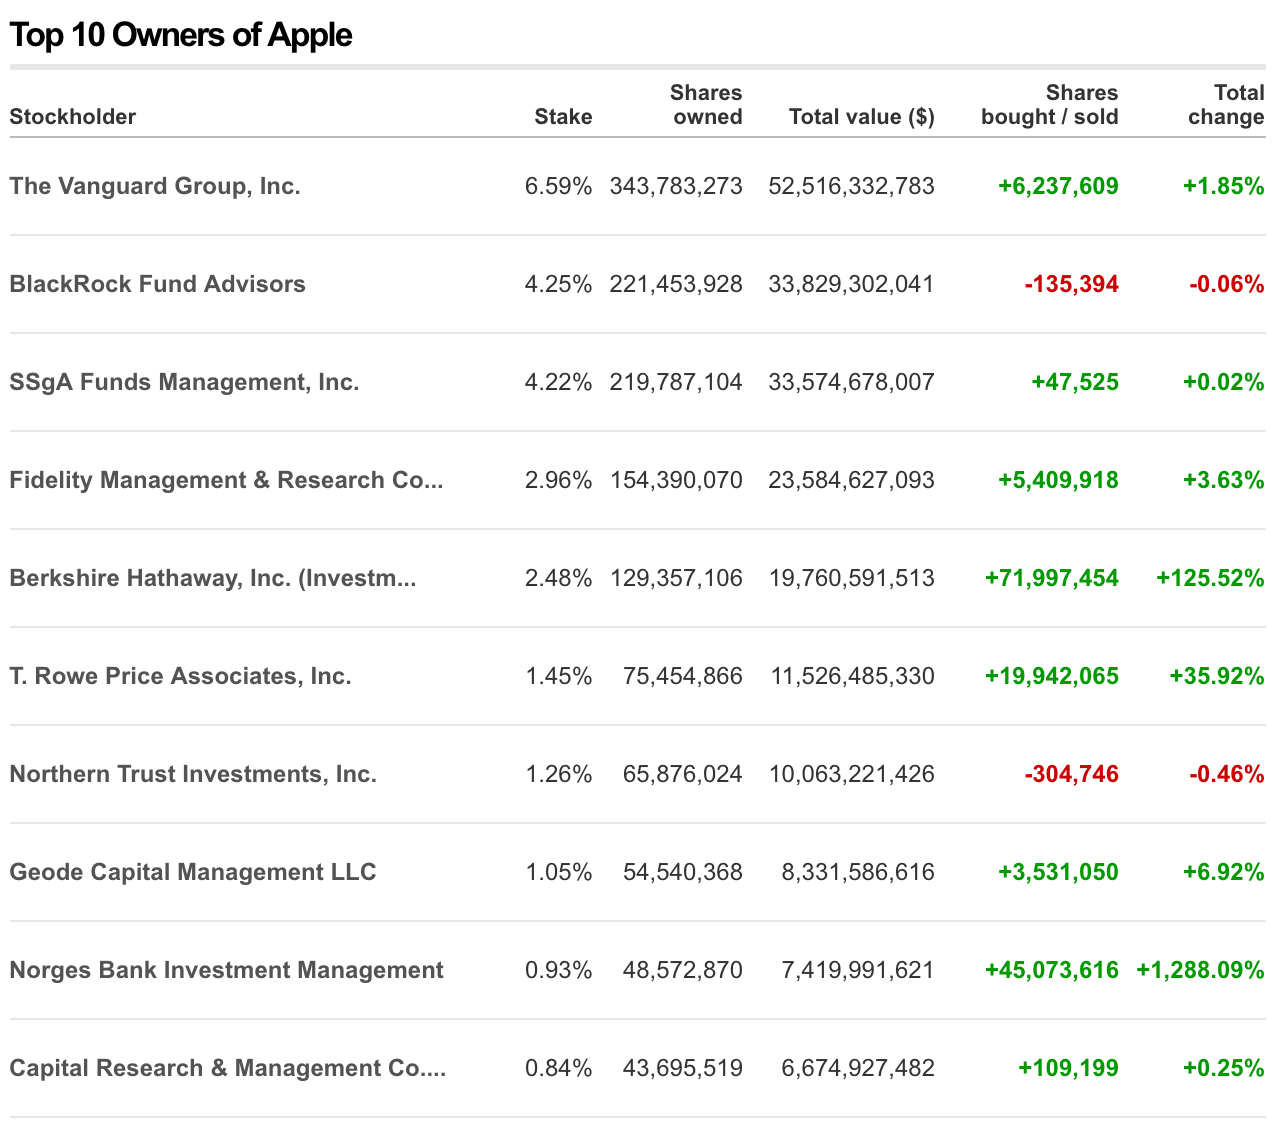 Top 10 Owners of Apple
Stockholder Stake Shares owned Total value ($) Shares bought / sold Total change
The Vanguard Group, Inc. 6.59% 343,783,273 52,516,332,783 +6,237,609 +1.85%
BlackRock Fund Advisors 4.25% 221,453,928 33,829,302,041 -135,394 -0.06%
SSgA Funds Management, Inc. 4.22% 219,787,104 33,574,678,007 +47,525 +0.02%
Fidelity Management & Research Co... 2.96% 154,390,070 23,584,627,093 +5,409,918 +3.63%
Berkshire Hathaway, Inc. (Investm... 2.48% 129,357,106 19,760,591,513 +71,997,454 +125.52%
T. Rowe Price Associates, Inc. 1.45% 75,454,866 11,526,485,330 +19,942,065 +35.92%
Northern Trust Investments, Inc. 1.26% 65,876,024 10,063,221,426 -304,746 -0.46%
Geode Capital Management LLC 1.05% 54,540,368 8,331,586,616 +3,531,050 +6.92%
Norges Bank Investment Management 0.93% 48,572,870 7,419,991,621 +45,073,616 +1,288.09%
Capital Research & Management Co.... 0.84% 43,695,519 6,674,927,482 +109,199 +0.25%